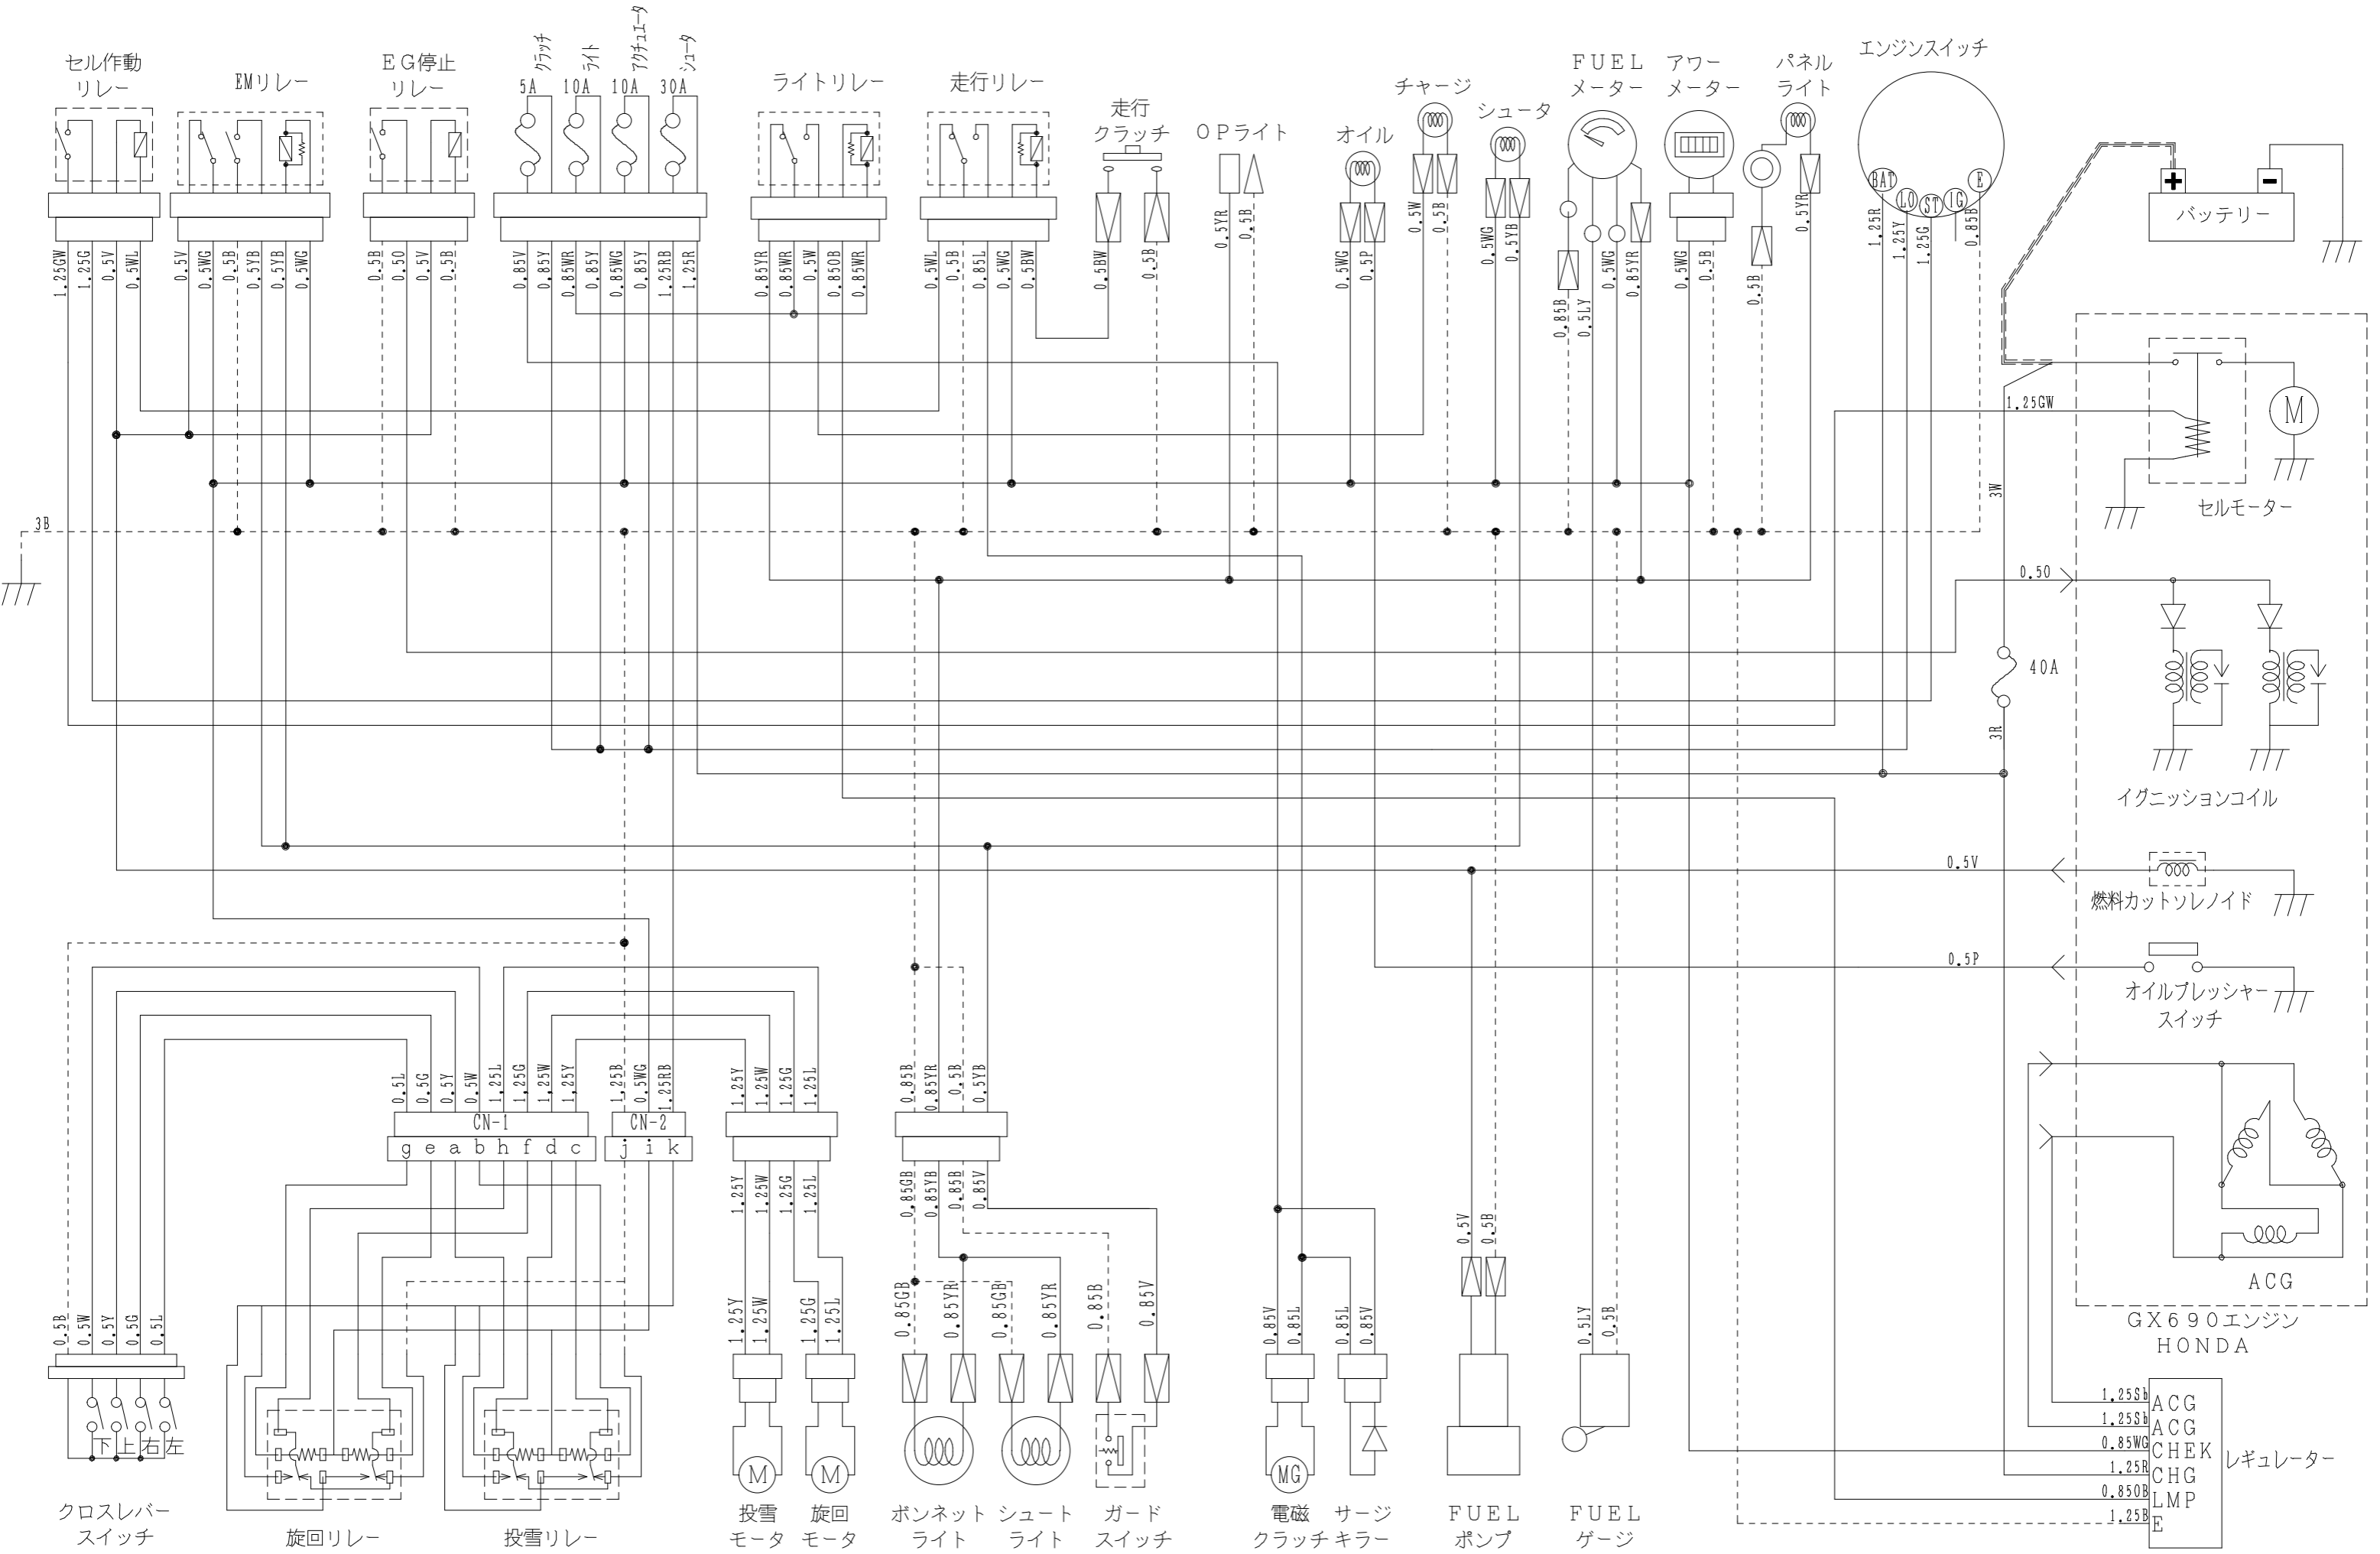 セル作動
リレー
EMリレー
EG停止
リレー
クラッチ
ライト
アクチュエータ
シュータ
5A
10A
10A
30A
ライトリレー
走行リレー
走行
クラッチ
OPライト
オイル
チャージ
シュータ
FUEL
メーター
アワー
メーター
パネル
ライト
エンジンスイッチ
BAT
LO
ST
IG
E
バッテリー
1.25GW
1.25G
0.5V
0.5WL
0.5V
0.5WG
0.5B
0.5YB
0.5YB
0.5WG
0.5B
0.5O
0.5V
0.5B
0.85V
0.85Y
0.85WR
0.85Y
0.85WG
0.85Y
1.25RB
1.25R
0.85YR
0.85WR
0.5W
0.85OB
0.85WR
0.5WL
0.5B
0.85L
0.5WG
0.5BW
0.5BW
0.5B
0.5YR
0.5B
0.5WG
0.5P
0.5W
0.5B
0.5WG
0.5YB
0.85B
0.5LY
0.5WG
0.85YR
0.5WG
0.5B
0.5B
0.5YR
1.25R
1.25Y
1.25G
0.85B
1.25GW
M
セルモーター
3W
3B
0.5O
40A
3R
イグニッションコイル
0.5V
燃料カットソレノイド
0.5P
オイルプレッシャー
スイッチ
ACG
GX690エンジン
HONDA
0.5L
0.5G
0.5Y
0.5W
1.25L
1.25G
1.25W
1.25Y
1.25B
0.5WG
1.25RB
1.25Y
1.25W
1.25G
1.25L
0.85B
0.85YR
0.5B
0.5YB
CN-1
CN-2
g e a b h f d c
j i k
1.25Y
1.25W
1.25G
1.25L
0.85GB
0.85YB
0.85B
0.85V
0.5V
0.5B
0.5B
0.5W
0.5Y
0.5G
0.5L
1.25Y
1.25W
1.25G
1.25L
0.85GB
0.85YR
0.85GB
0.85YR
0.85B
0.85V
0.85V
0.85L
0.85L
0.85V
0.5LY
0.5B
下 上 右 左
M
M
MG
1.25Sb
ACG
1.25Sb
ACG
0.85WG
CHEK
1.25R
CHG
0.85OB
LMP
1.25B
E
レギュレーター
クロスレバー
スイッチ
旋回リレー
投雪リレー
投雪
モータ
旋回
モータ
ボンネット
ライト
シュート
ライト
ガード
スイッチ
電磁
クラッチ
サージ
キラー
FUEL
ポンプ
FUEL
ゲージ